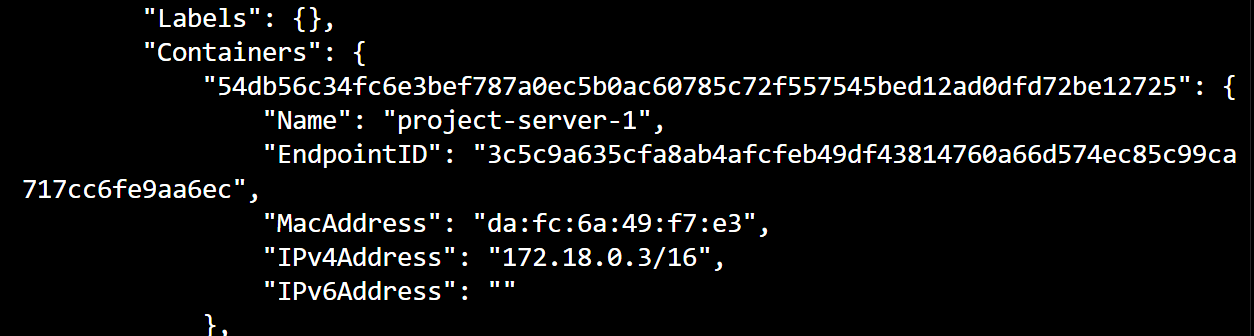 "Labels": {},
"Containers": {
"54db56c34fc6e3bef787a0ec5b0ac60785c72f557545bed12ad0dfd72be12725": {
"Name": "project-server-1",
"EndpointID": "3c5c9a635cfa8ab4afcfeb49df43814760a66d574ec85c99ca
717cc6fe9aa6ec",
"MacAddress": "da:fc:6a:49:f7:e3",
"IPv4Address": "172.18.0.3/16",
"IPv6Address": ""
},